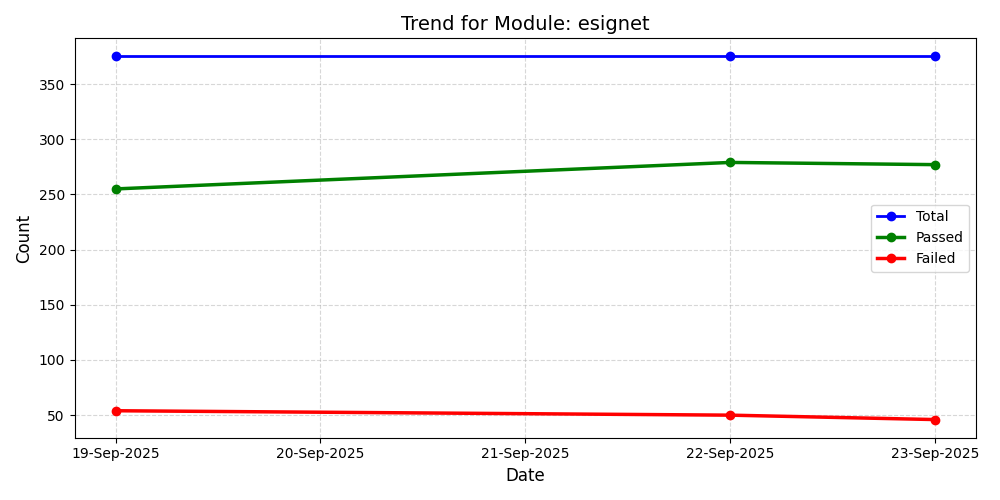 Trend for Module: esignet
Count
350
300
250
200
150
100
50
Total
Passed
Failed
19-Sep-2025 20-Sep-2025 21-Sep-2025 22-Sep-2025 23-Sep-2025
Date